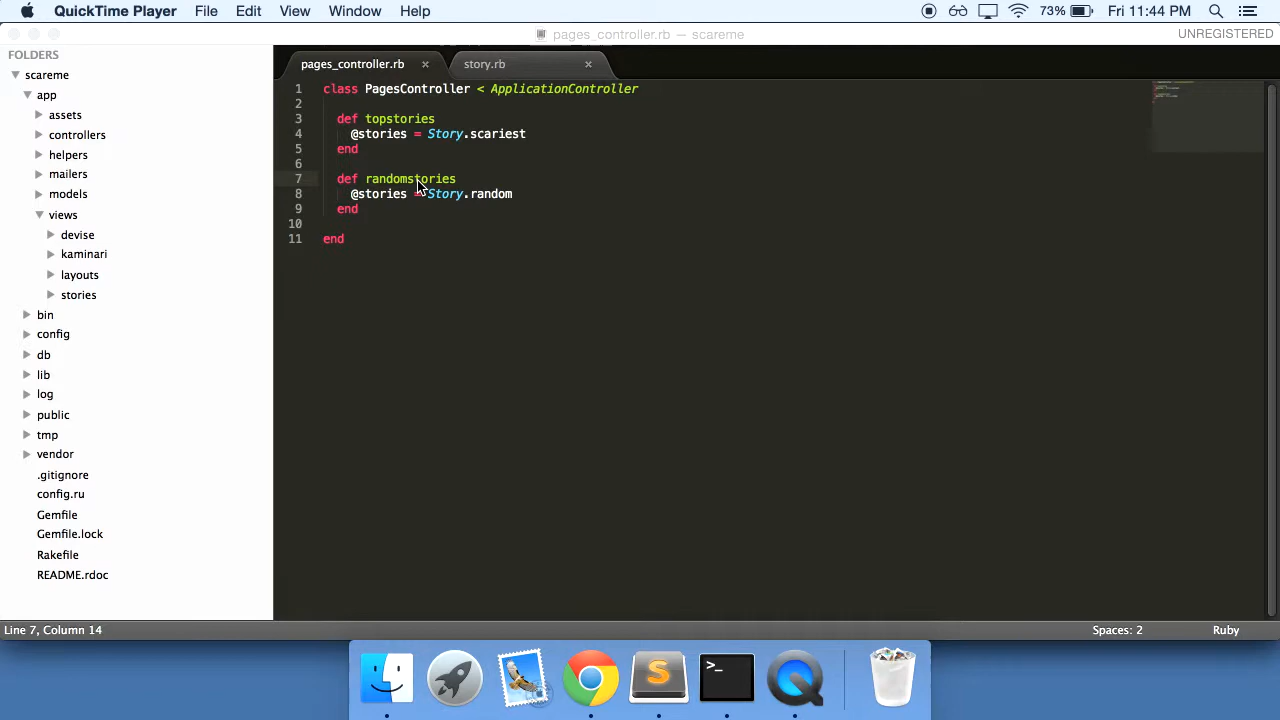 QuickTime Player File Edit View Window Help 73% Fri 11:44 PM
pages_controller.rb — scareme UNREGISTERED
FOLDERS
scareme
app
assets
controllers
helpers
mailers
models
views
devise
kaminari
layouts
stories
bin
config
db
lib
log
public
tmp
vendor
.gitignore
config.ru
Gemfile
Gemfile.lock
Rakefile
README.rdoc
pages_controller.rb × story.rb ×
1 class PagesController < ApplicationController
2
3 def topstories
4 @stories = Story.scariest
5 end
6
7 def randomstories
8 @stories = Story.random
9 end
10
11 end
Line 7, Column 14 Spaces: 2 Ruby